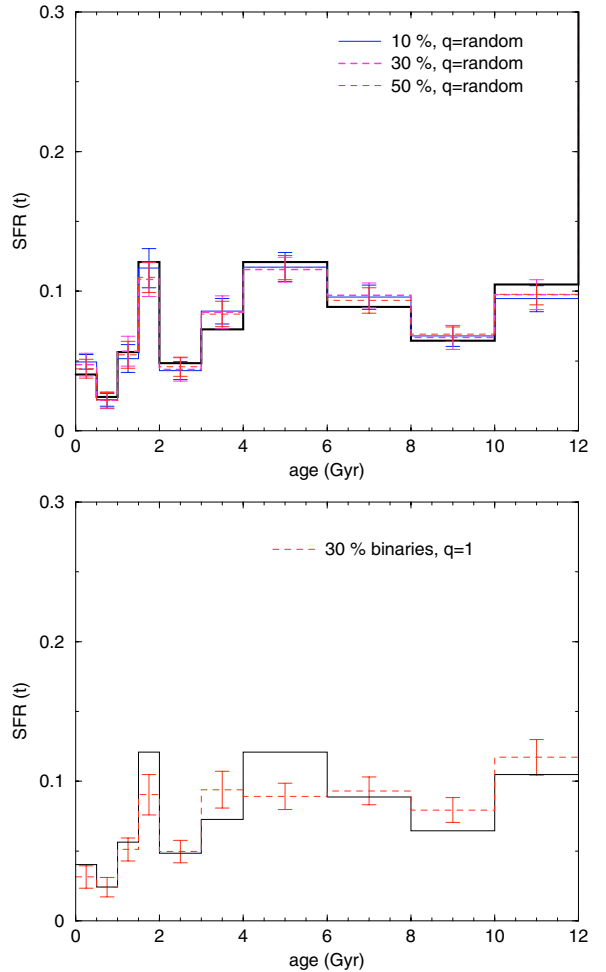 0.3
10 %, q=random
30 %, q=random
50 %, q=random
0.2
SFR (t)
0.1
0
0 2 4 6 8 10 12
age (Gyr)
0.3
30 % binaries, q=1
0.2
SFR (t)
0.1
0
0 2 4 6 8 10 12
age (Gyr)